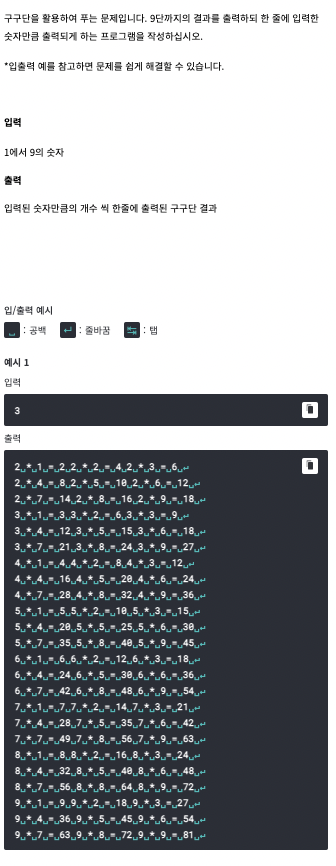 구구단을 활용하여 푸는 문제입니다. 9단까지의 결과를 출력하되 한 줄에 입력한
숫자만큼 출력되게 하는 프로그램을 작성하십시오.
*입출력 예를 참고하면 문제를 쉽게 해결할 수 있습니다.
입력
1에서 9의 숫자
출력
입력된 숫자만큼의 개수 씩 한줄에 출력된 구구단 결과
입/출력 예시
␣ : 공백 ↵ : 줄바꿈 ↹ : 탭
예시 1
입력
3
출력
2␣*␣1␣=␣2␣2␣*␣2␣=␣4␣2␣*␣3␣=␣6␣↵
2␣*␣4␣=␣8␣2␣*␣5␣=␣10␣2␣*␣6␣=␣12␣↵
2␣*␣7␣=␣14␣2␣*␣8␣=␣16␣2␣*␣9␣=␣18␣↵
3␣*␣1␣=␣3␣3␣*␣2␣=␣6␣3␣*␣3␣=␣9␣↵
3␣*␣4␣=␣12␣3␣*␣5␣=␣15␣3␣*␣6␣=␣18␣↵
3␣*␣7␣=␣21␣3␣*␣8␣=␣24␣3␣*␣9␣=␣27␣↵
4␣*␣1␣=␣4␣4␣*␣2␣=␣8␣4␣*␣3␣=␣12␣↵
4␣*␣4␣=␣16␣4␣*␣5␣=␣20␣4␣*␣6␣=␣24␣↵
4␣*␣7␣=␣28␣4␣*␣8␣=␣32␣4␣*␣9␣=␣36␣↵
5␣*␣1␣=␣5␣5␣*␣2␣=␣10␣5␣*␣3␣=␣15␣↵
5␣*␣4␣=␣20␣5␣*␣5␣=␣25␣5␣*␣6␣=␣30␣↵
5␣*␣7␣=␣35␣5␣*␣8␣=␣40␣5␣*␣9␣=␣45␣↵
6␣*␣1␣=␣6␣6␣*␣2␣=␣12␣6␣*␣3␣=␣18␣↵
6␣*␣4␣=␣24␣6␣*␣5␣=␣30␣6␣*␣6␣=␣36␣↵
6␣*␣7␣=␣42␣6␣*␣8␣=␣48␣6␣*␣9␣=␣54␣↵
7␣*␣1␣=␣7␣7␣*␣2␣=␣14␣7␣*␣3␣=␣21␣↵
7␣*␣4␣=␣28␣7␣*␣5␣=␣35␣7␣*␣6␣=␣42␣↵
7␣*␣7␣=␣49␣7␣*␣8␣=␣56␣7␣*␣9␣=␣63␣↵
8␣*␣1␣=␣8␣8␣*␣2␣=␣16␣8␣*␣3␣=␣24␣↵
8␣*␣4␣=␣32␣8␣*␣5␣=␣40␣8␣*␣6␣=␣48␣↵
8␣*␣7␣=␣56␣8␣*␣8␣=␣64␣8␣*␣9␣=␣72␣↵
9␣*␣1␣=␣9␣9␣*␣2␣=␣18␣9␣*␣3␣=␣27␣↵
9␣*␣4␣=␣36␣9␣*␣5␣=␣45␣9␣*␣6␣=␣54␣↵
9␣*␣7␣=␣63␣9␣*␣8␣=␣72␣9␣*␣9␣=␣81␣↵